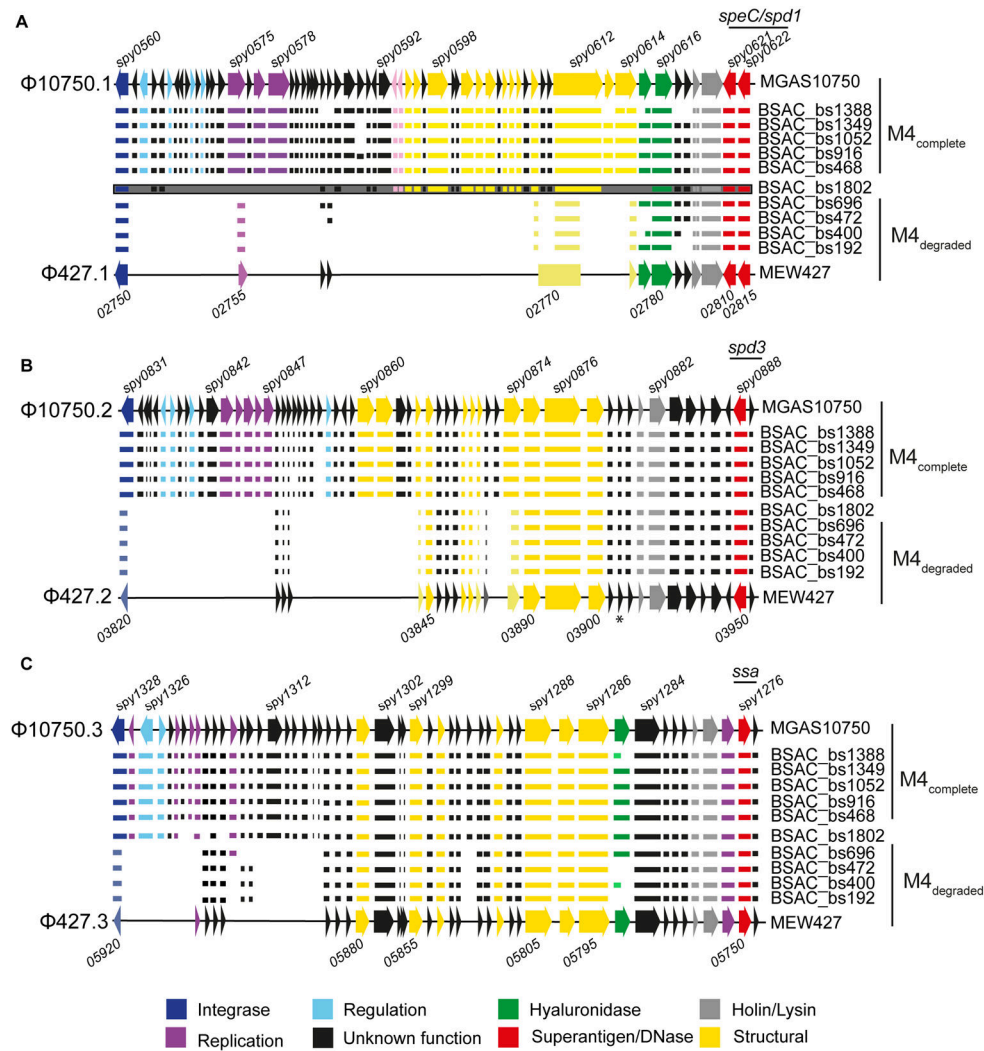 A
speC/spd1
spy0560 spy0575 spy0578 spy0592 spy0598 spy0612 spy0614 spy0616 spy0621 spy0622
Φ10750.1 MGAS10750
BSAC_bs1388
BSAC_bs1349
BSAC_bs1052
BSAC_bs916
BSAC_bs468
M4complete
BSAC_bs1802
BSAC_bs696
BSAC_bs472
BSAC_bs400
BSAC_bs192
M4degraded
Φ427.1 MEW427
02750 02755 02770 02780 02810 02815
B
spd3
spy0831 spy0842 spy0847 spy0860 spy0874 spy0876 spy0882 spy0888
Φ10750.2 MGAS10750
BSAC_bs1388
BSAC_bs1349
BSAC_bs1052
BSAC_bs916
BSAC_bs468
M4complete
BSAC_bs1802
BSAC_bs696
BSAC_bs472
BSAC_bs400
BSAC_bs192
M4degraded
Φ427.2 MEW427
03820 03845 03890 03900 * 03950
C
ssa
spy1328 spy1326 spy1312 spy1302 spy1299 spy1288 spy1286 spy1284 spy1276
Φ10750.3 MGAS10750
BSAC_bs1388
BSAC_bs1349
BSAC_bs1052
BSAC_bs916
BSAC_bs468
M4complete
BSAC_bs1802
BSAC_bs696
BSAC_bs472
BSAC_bs400
BSAC_bs192
M4degraded
Φ427.3 MEW427
05920 05880 05855 05805 05795 05750
Integrase Regulation Hyaluronidase Holin/Lysin
Replication Unknown function Superantigen/DNase Structural